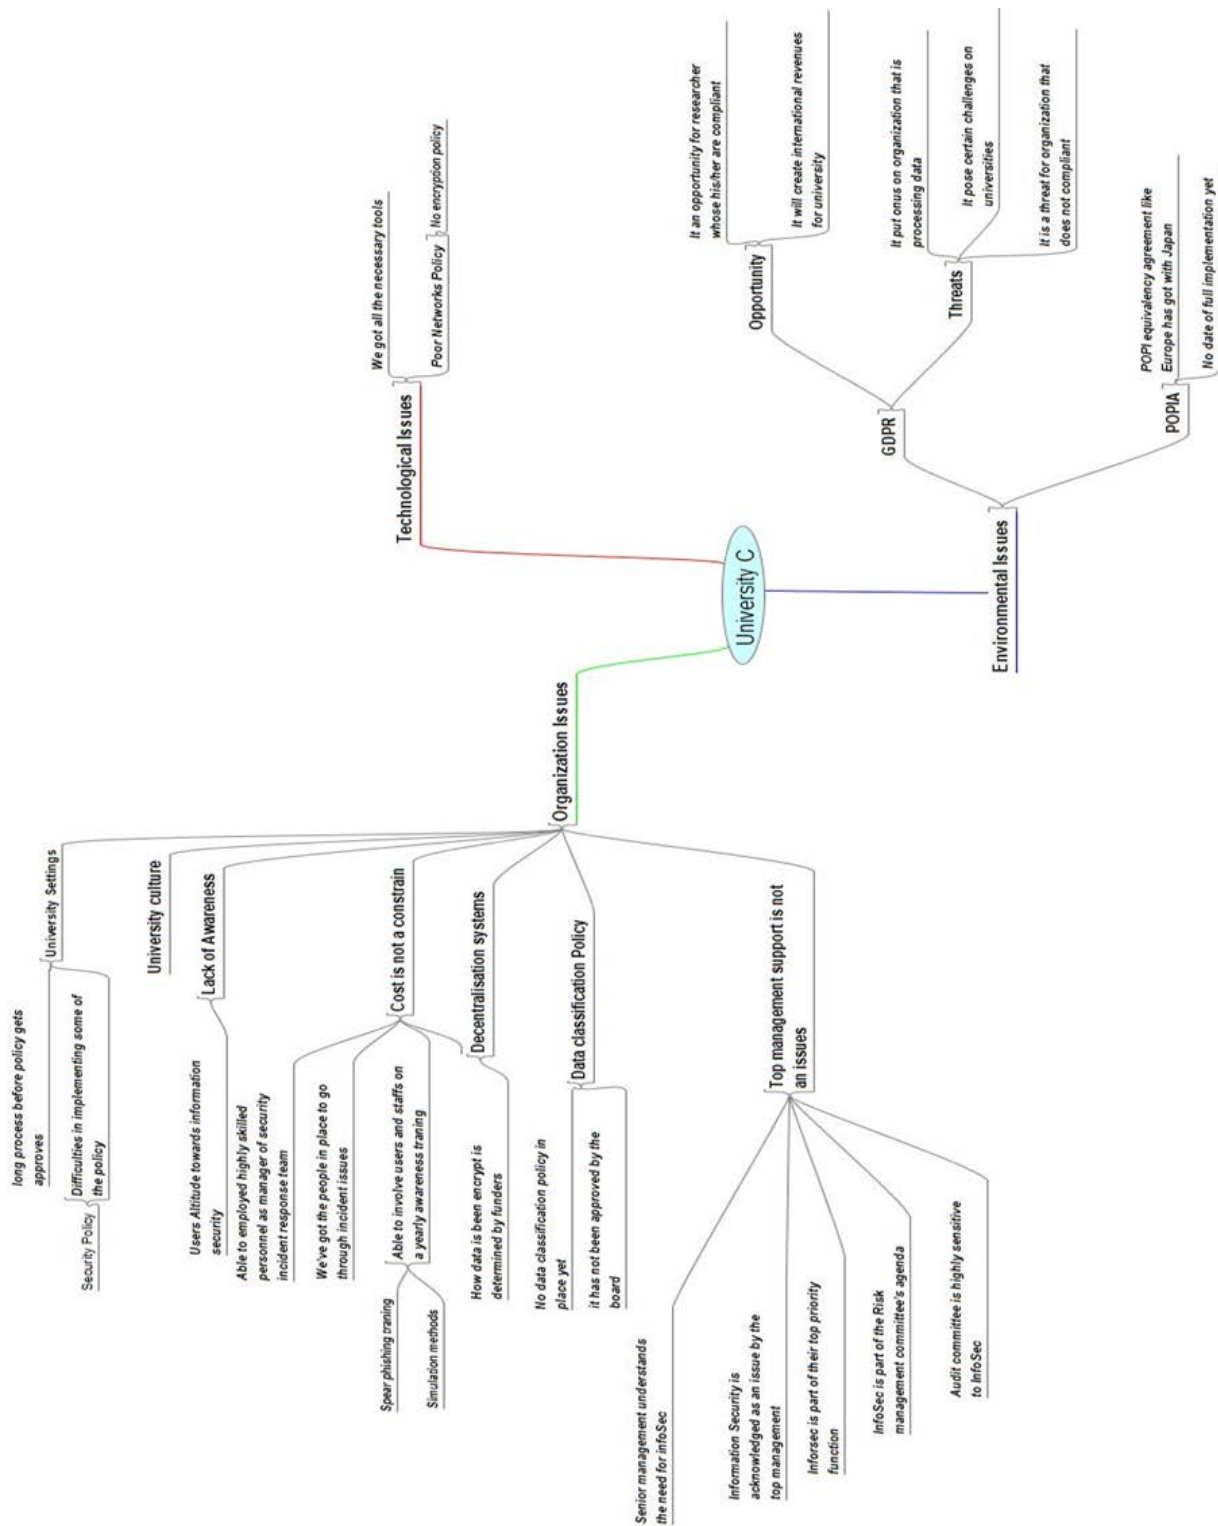 University C
Technological Issues
We got all the necessary tools
Poor Networks Policy
No encryption policy
Environmental Issues
GDPR
Opportunity
It an opportunity for researcher
whose his/her are compliant
It will create international revenues
for university
Threats
It put onus on organization that is
processing data
It pose certain challenges on
universities
It is a threat for organization that
does not compliant
POPIA
POPI equivalency agreement like
Europe has got with Japan
No date of full implementation yet
Organization Issues
University Settings
long process before policy gets
approves
Difficulties in implementing some of
the policy
Security Policy
University culture
Lack of Awareness
Users Altitude towards information
security
Cost is not a constrain
Able to employed highly skilled
personnel as manager of security
incident response team
We've got the people in place to go
through incident issues
Able to involve users and staffs on
a yearly awareness traning
Spear phishing traning
Simulation methods
Decentralisation systems
How data is been encrypt is
determined by funders
Data classification Policy
No data classification policy in
place yet
it has not been approved by the
board
Top management support is not
an issues
Senior management understands
the need for infoSec
Information Security is
acknowledged as an issue by the
top management
Inforsec is part of their top priority
function
InfoSec is part of the Risk
management committee's agenda
Audit committee is highly sensitive
to InfoSec